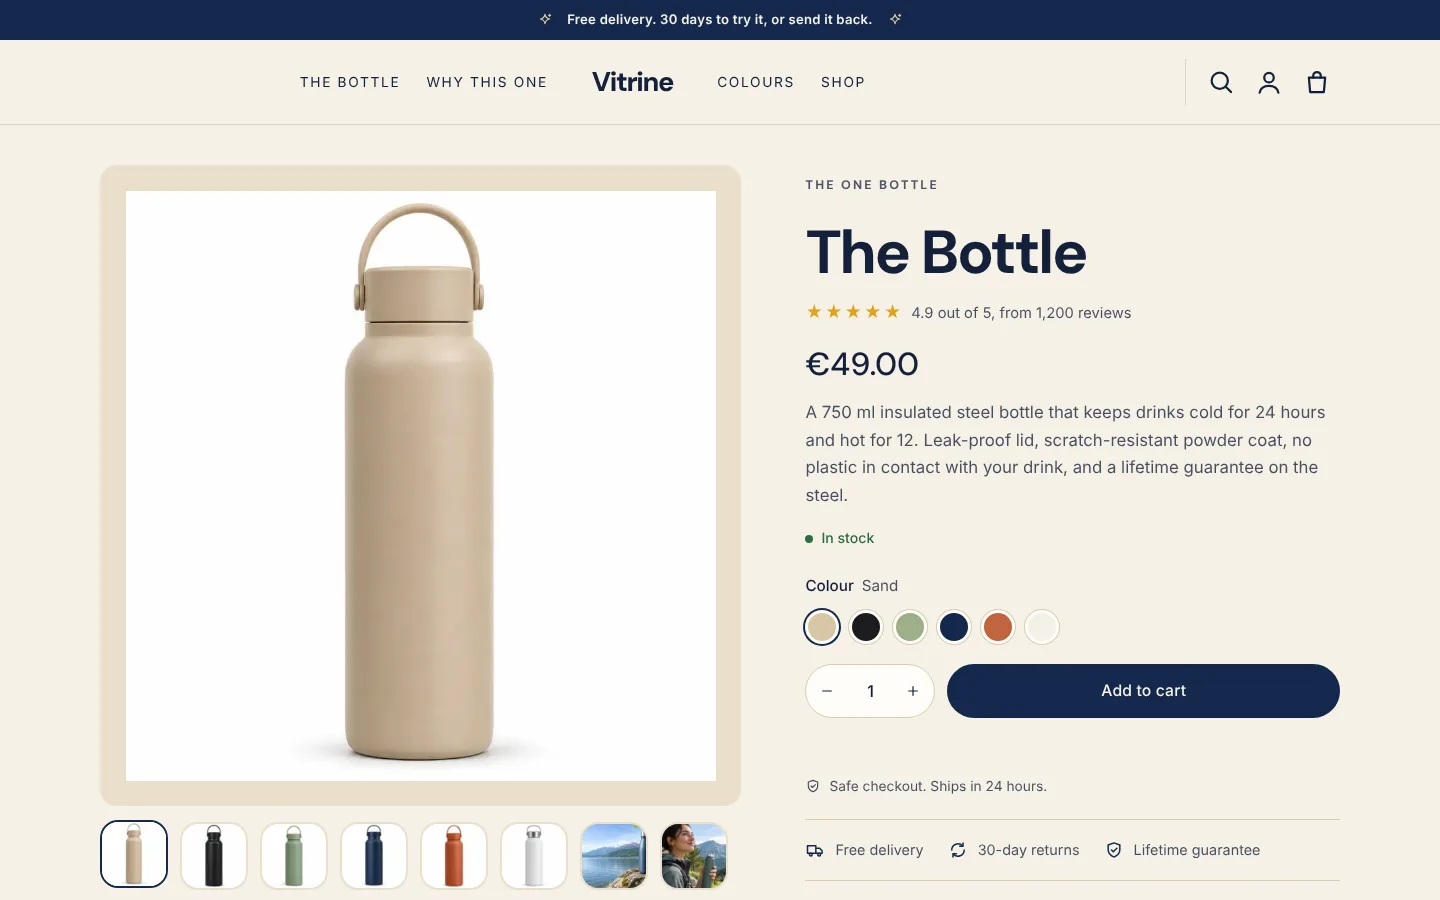 Free delivery. 30 days to try it, or send it back.
THE BOTTLE
WHY THIS ONE
Vitrine
COLOURS
SHOP
THE ONE BOTTLE
The Bottle
★★★★★ 4.9 out of 5, from 1,200 reviews
€49.00
A 750 ml insulated steel bottle that keeps drinks cold for 24 hours
and hot for 12. Leak-proof lid, scratch-resistant powder coat, no
plastic in contact with your drink, and a lifetime guarantee on the
steel.
In stock
Colour Sand
− 1 +
Add to cart
Safe checkout. Ships in 24 hours.
Free delivery
30-day returns
Lifetime guarantee